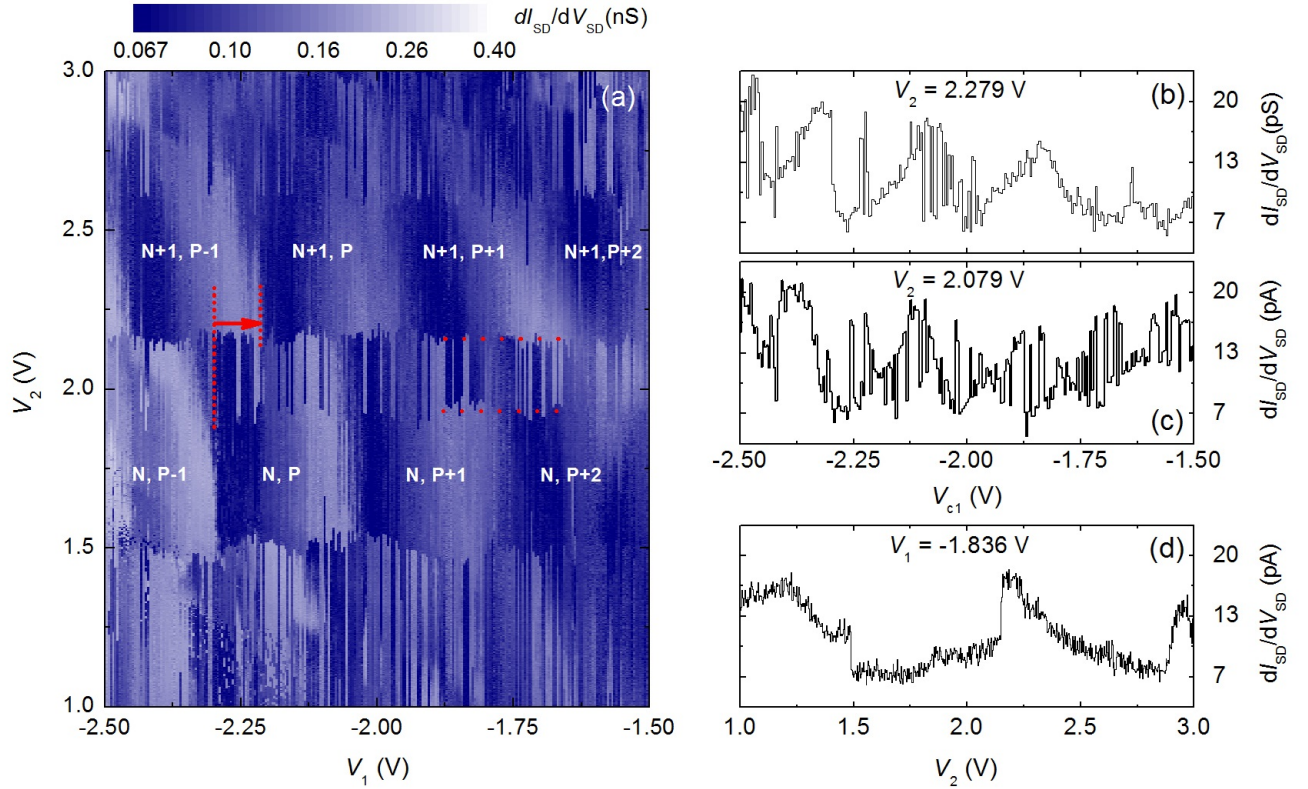 dI_SD/dV_SD(nS)
0.067 0.10 0.16 0.26 0.40
(a)
3.0
2.5
2.0
1.5
1.0
V_2 (V)
N+1, P-1 N+1, P N+1, P+1 N+1, P+2
N, P-1 N, P N, P+1 N, P+2
-2.50 -2.25 -2.00 -1.75 -1.50
V_1 (V)
V_2 = 2.279 V
(b)
20
13
7
dI_SD/dV_SD(pS)
V_2 = 2.079 V
(c)
20
13
7
dI_SD/dV_SD (pA)
-2.50 -2.25 -2.00 -1.75 -1.50
V_c1 (V)
V_1 = -1.836 V
(d)
20
13
7
dI_SD/dV_SD (pA)
1.0 1.5 2.0 2.5 3.0
V_2 (V)